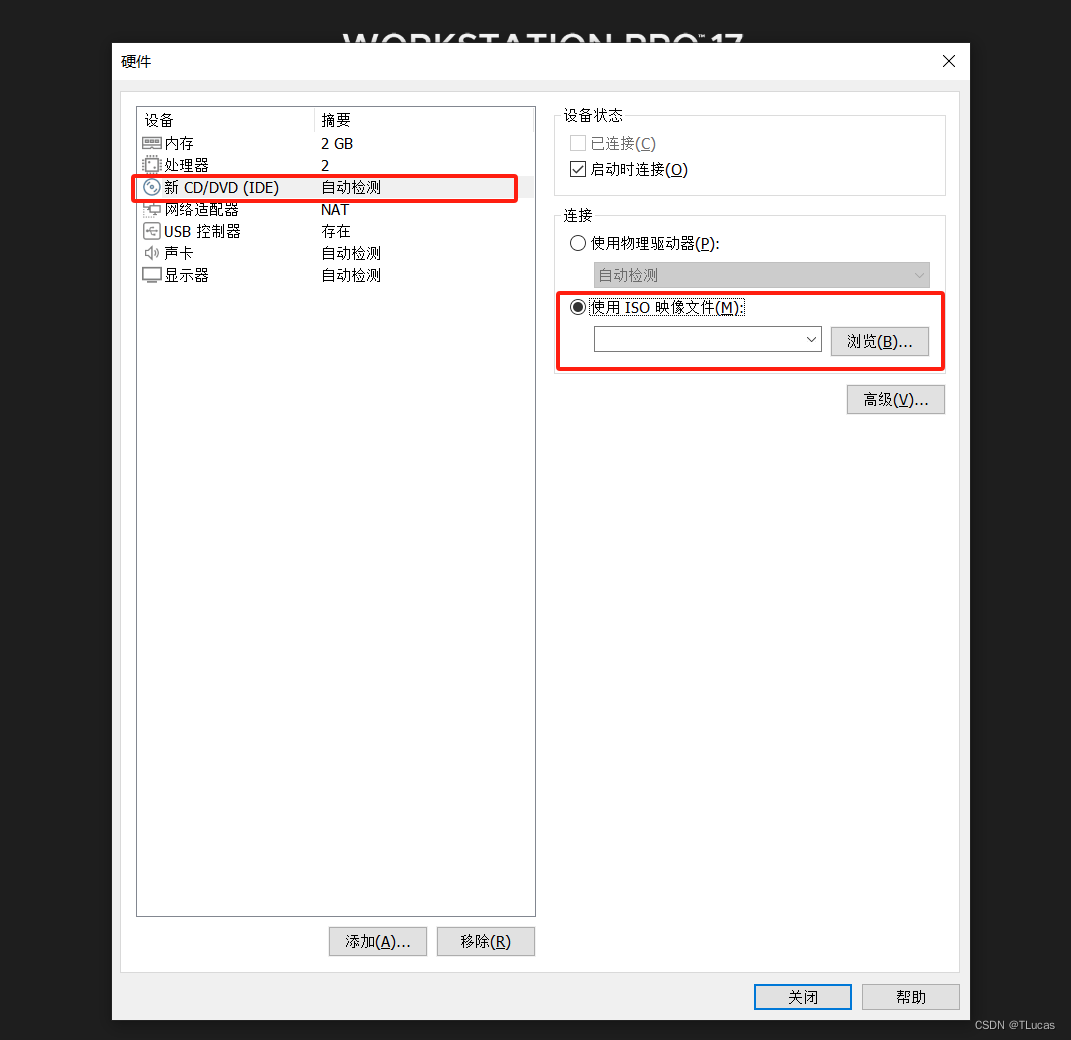 WORKSTATION PRO™ 17
硬件
设备 摘要
内存 2 GB
处理器 2
新 CD/DVD (IDE) 自动检测
网络适配器 NAT
USB 控制器 存在
声卡 自动检测
显示器 自动检测
添加(A)... 移除(R)
设备状态
已连接(C)
启动时连接(O)
连接
使用物理驱动器(P):
自动检测
使用 ISO 映像文件(M):
浏览(B)...
高级(V)...
关闭 帮助
CSDN @TLucas